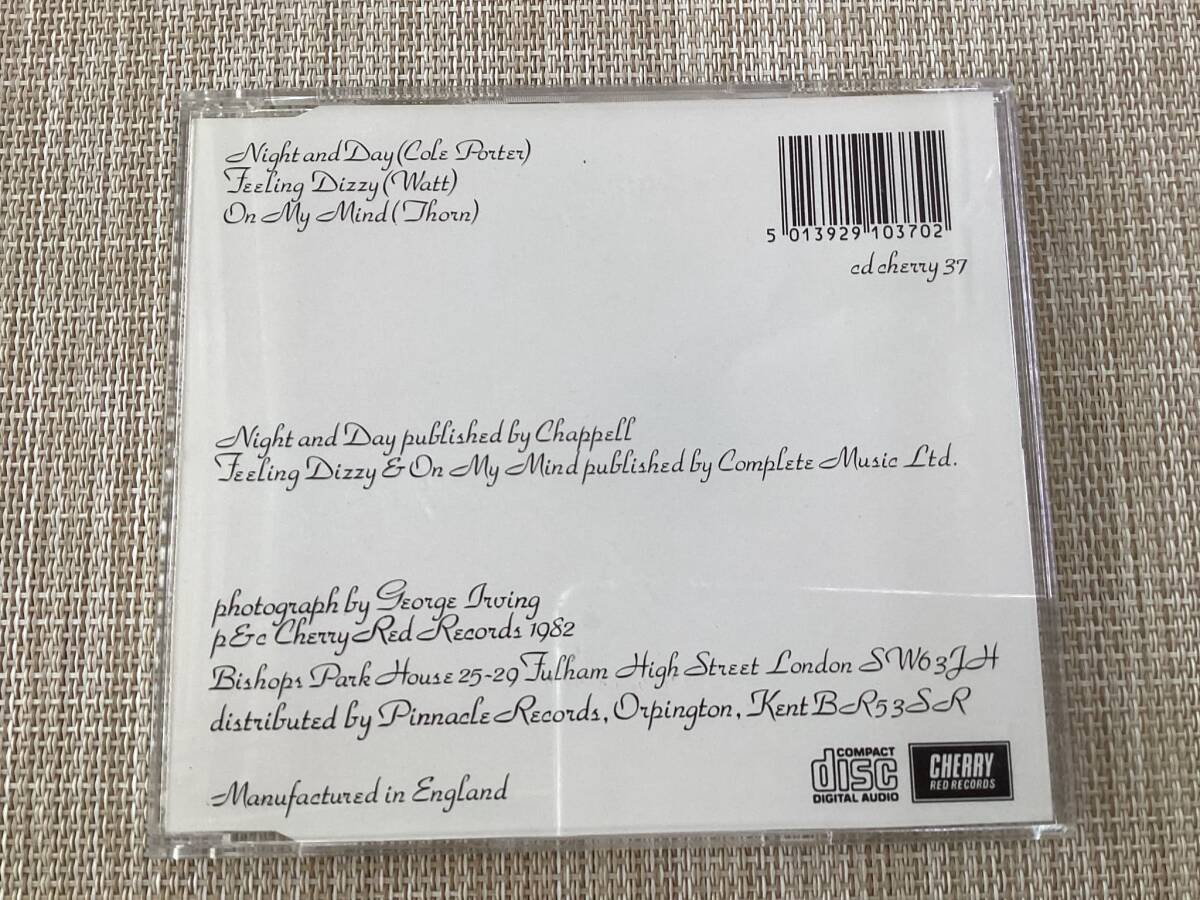 Night and Day (Cole Porter)
Feeling Dizzy (Watt)
On My Mind (Thorn)
5 013929 103702
cd cherry 37
Night and Day published by Chappell
Feeling Dizzy & On My Mind published by Complete Music Ltd.
photograph by George Irving
p&c Cherry Red Records 1982
Bishops Park House 25-29 Fulham High Street London SW6 3JH
distributed by Pinnacle Records, Orpington, Kent BR5 3SR
Manufactured in England
COMPACT
disc
DIGITAL AUDIO
CHERRY
RED RECORDS